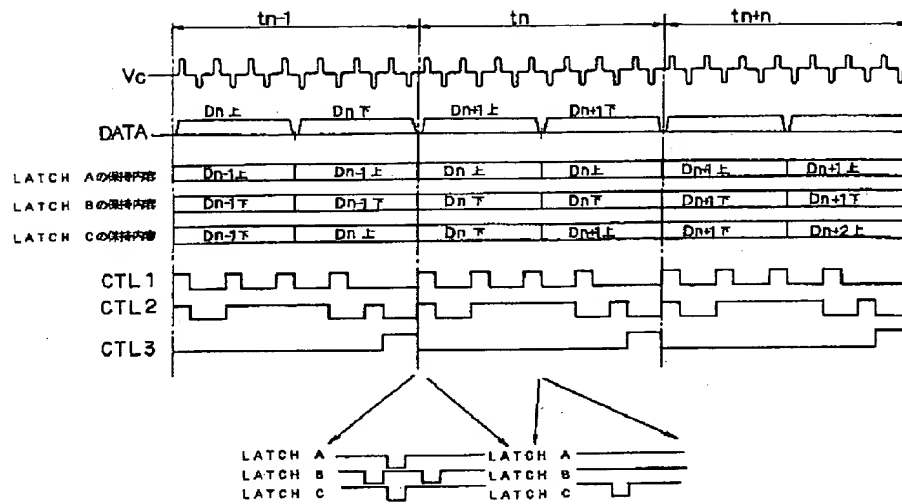 tn-1 tn tn+n
Vc
Dn上 Dn下 Dn+1上 Dn+1下
DATA
LATCH Aの保持内容 Dn-1上 Dn-1上 Dn上 Dn上 Dn+1上 Dn+1上
LATCH Bの保持内容 Dn-1下 Dn-1下 Dn下 Dn下 Dn+1下 Dn+1下
LATCH Cの保持内容 Dn-1下 Dn上 Dn下 Dn+1上 Dn+1下 Dn+2上
CTL1
CTL2
CTL3
LATCH A LATCH A
LATCH B LATCH B
LATCH C LATCH C